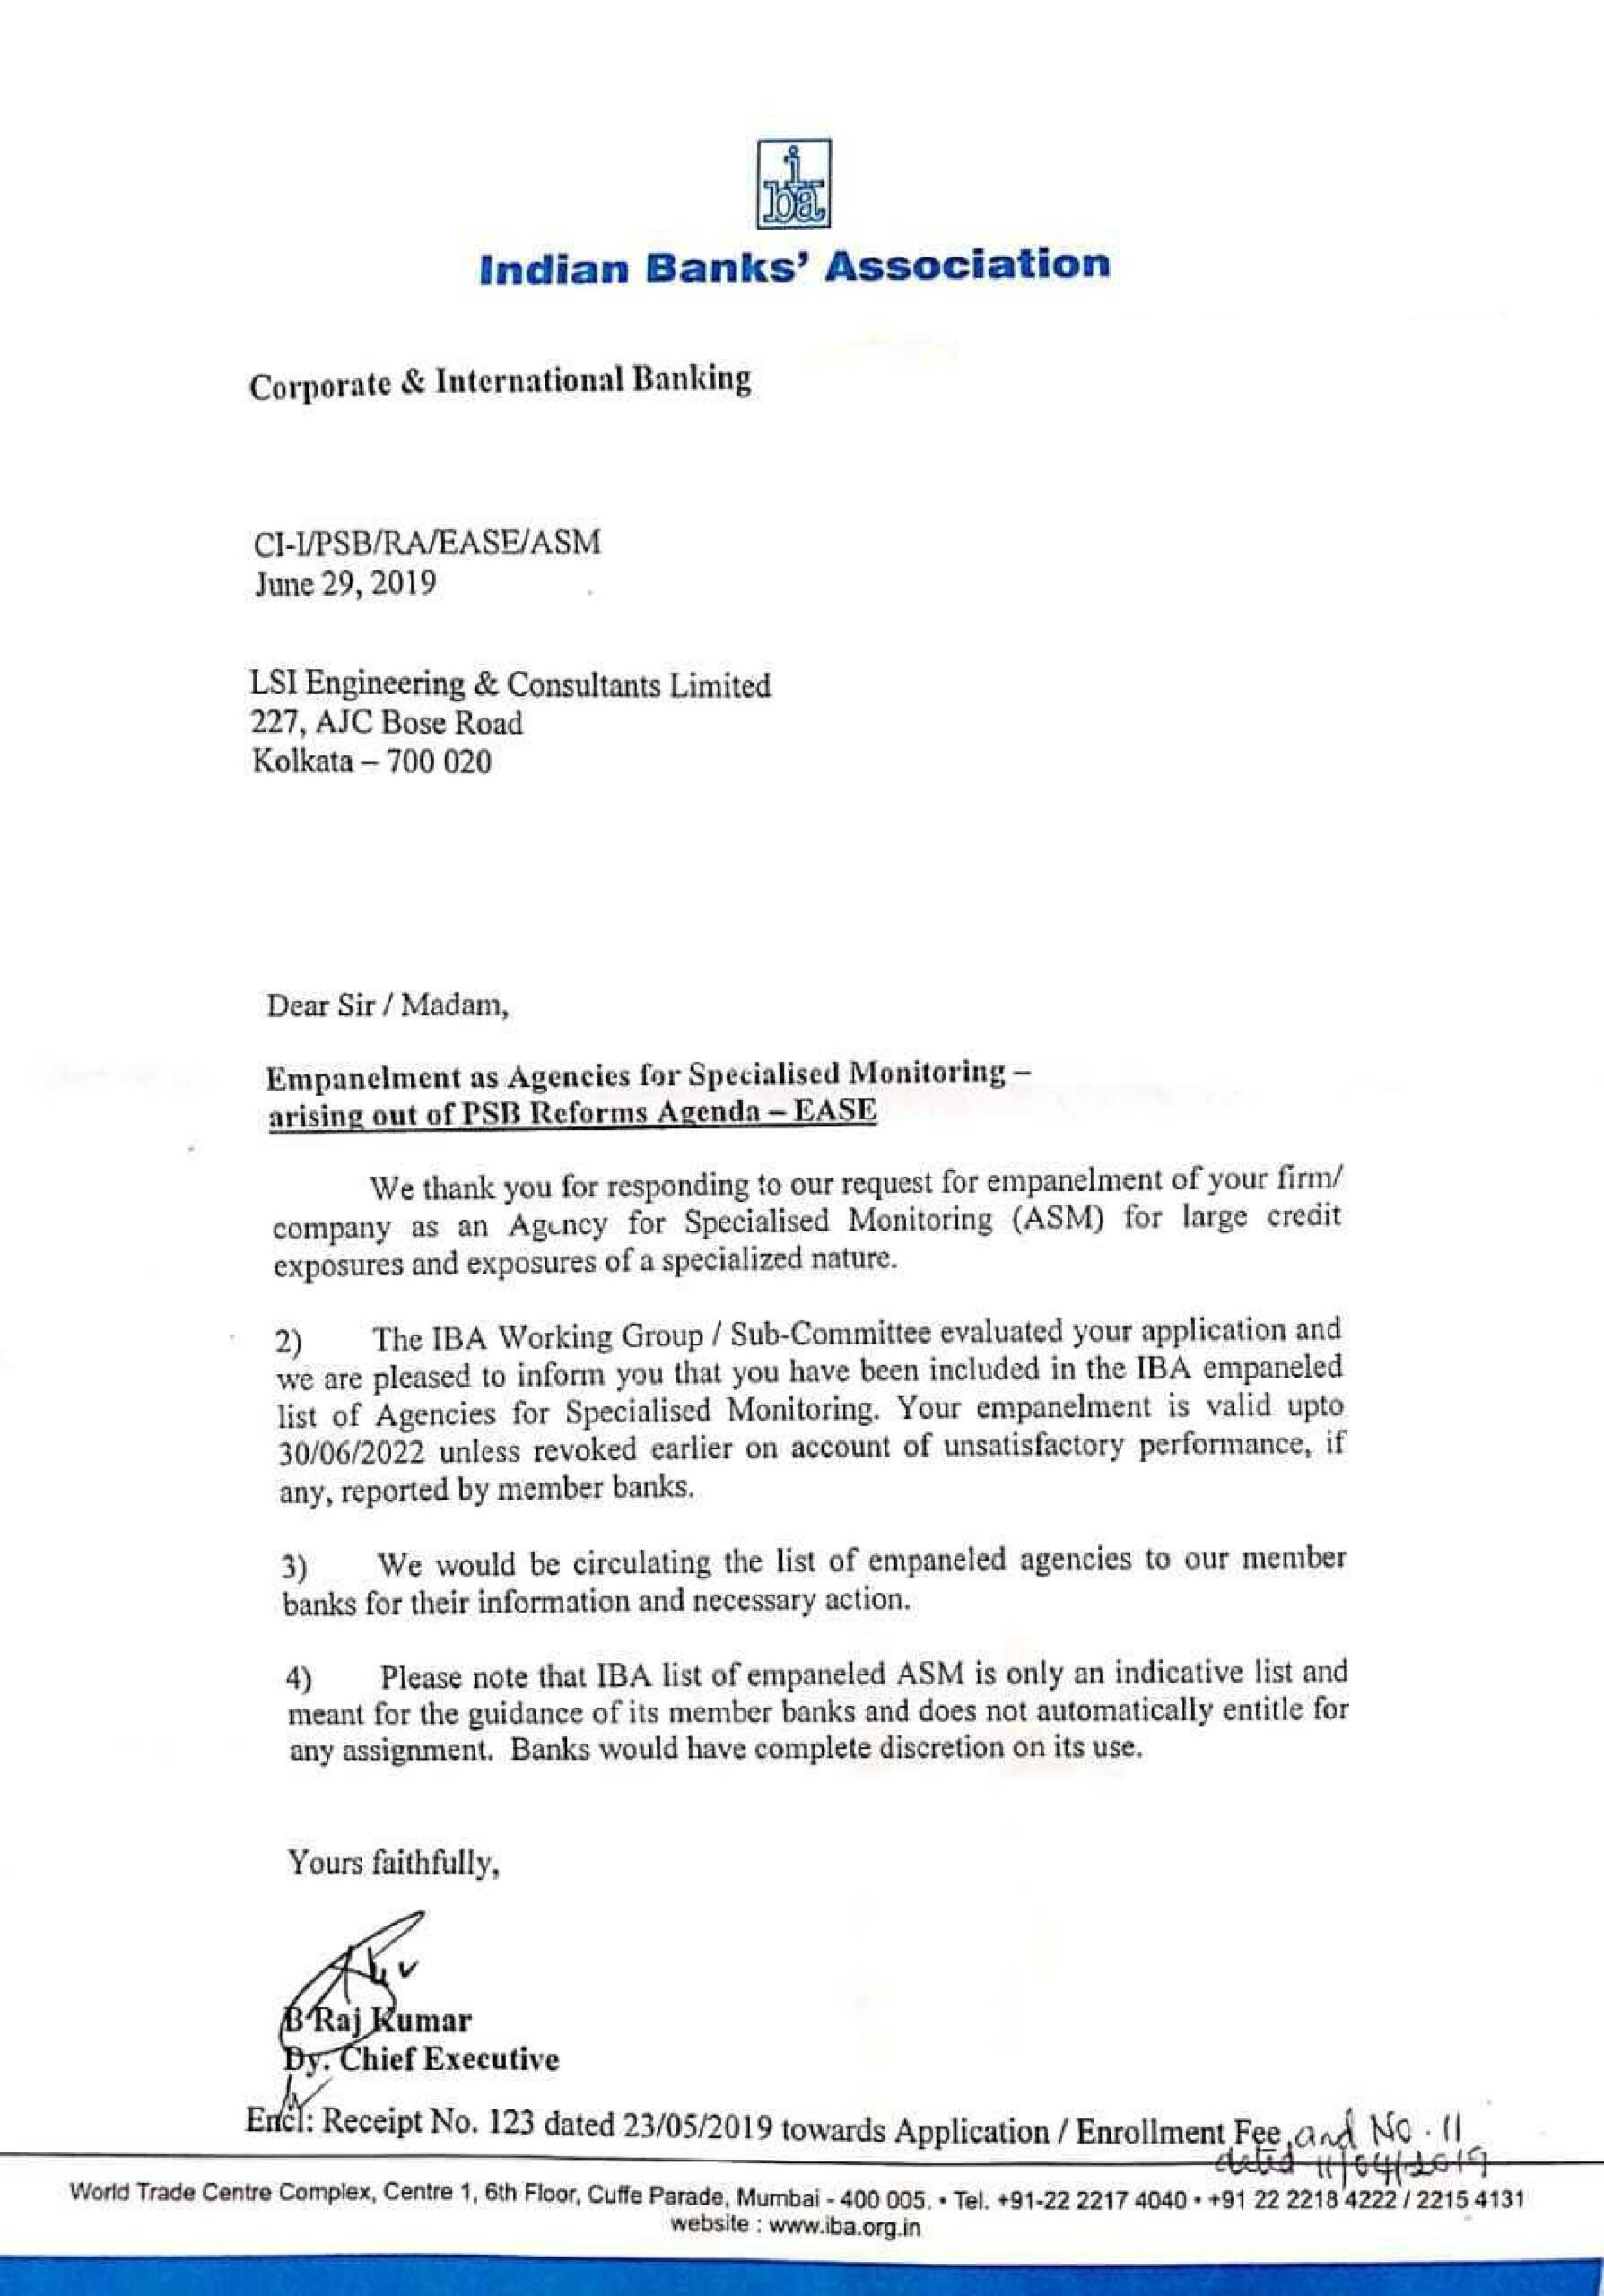 iba
Indian Banks' Association
Corporate & International Banking
CI-I/PSB/RA/EASE/ASM
June 29, 2019
LSI Engineering & Consultants Limited
227, AJC Bose Road
Kolkata – 700 020
Dear Sir / Madam,
Empanelment as Agencies for Specialised Monitoring –
arising out of PSB Reforms Agenda – EASE
We thank you for responding to our request for empanelment of your firm/
company as an Agency for Specialised Monitoring (ASM) for large credit
exposures and exposures of a specialized nature.
2) The IBA Working Group / Sub-Committee evaluated your application and
we are pleased to inform you that you have been included in the IBA empaneled
list of Agencies for Specialised Monitoring. Your empanelment is valid upto
30/06/2022 unless revoked earlier on account of unsatisfactory performance, if
any, reported by member banks.
3) We would be circulating the list of empaneled agencies to our member
banks for their information and necessary action.
4) Please note that IBA list of empaneled ASM is only an indicative list and
meant for the guidance of its member banks and does not automatically entitle for
any assignment. Banks would have complete discretion on its use.
Yours faithfully,
B Raj Kumar
Dy. Chief Executive
Encl: Receipt No. 123 dated 23/05/2019 towards Application / Enrollment Fee, and No. 11
dated 11/04/2019
World Trade Centre Complex, Centre 1, 6th Floor, Cuffe Parade, Mumbai - 400 005. • Tel. +91-22 2217 4040 • +91 22 2218 4222 / 2215 4131
website : www.iba.org.in